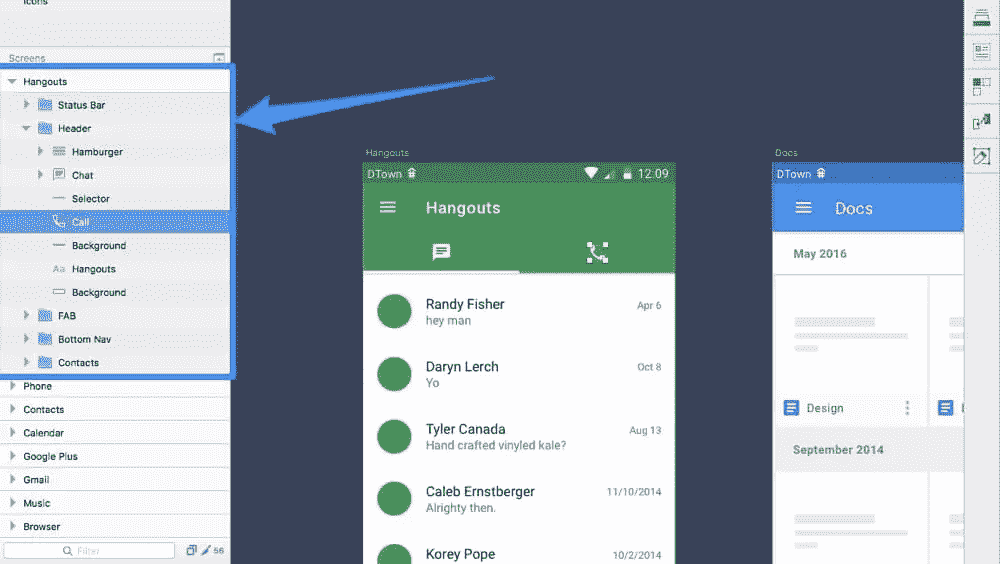 Icons
Screens
Hangouts
Status Bar
Header
Hamburger
Chat
Selector
Call
Background
Aa Hangouts
Background
FAB
Bottom Nav
Contacts
Phone
Contacts
Calendar
Google Plus
Gmail
Music
Browser
Filter
56
Hangouts
DTown
12:09
Hangouts
Randy Fisher
Apr 6
hey man
Daryn Lerch
Oct 8
Yo
Tyler Canada
Aug 13
Hand crafted vinyled kale?
Caleb Ernstberger
11/10/2014
Alrighty then.
Korey Pope
10/2/2014
Docs
DTown
Docs
May 2016
Design
September 2014